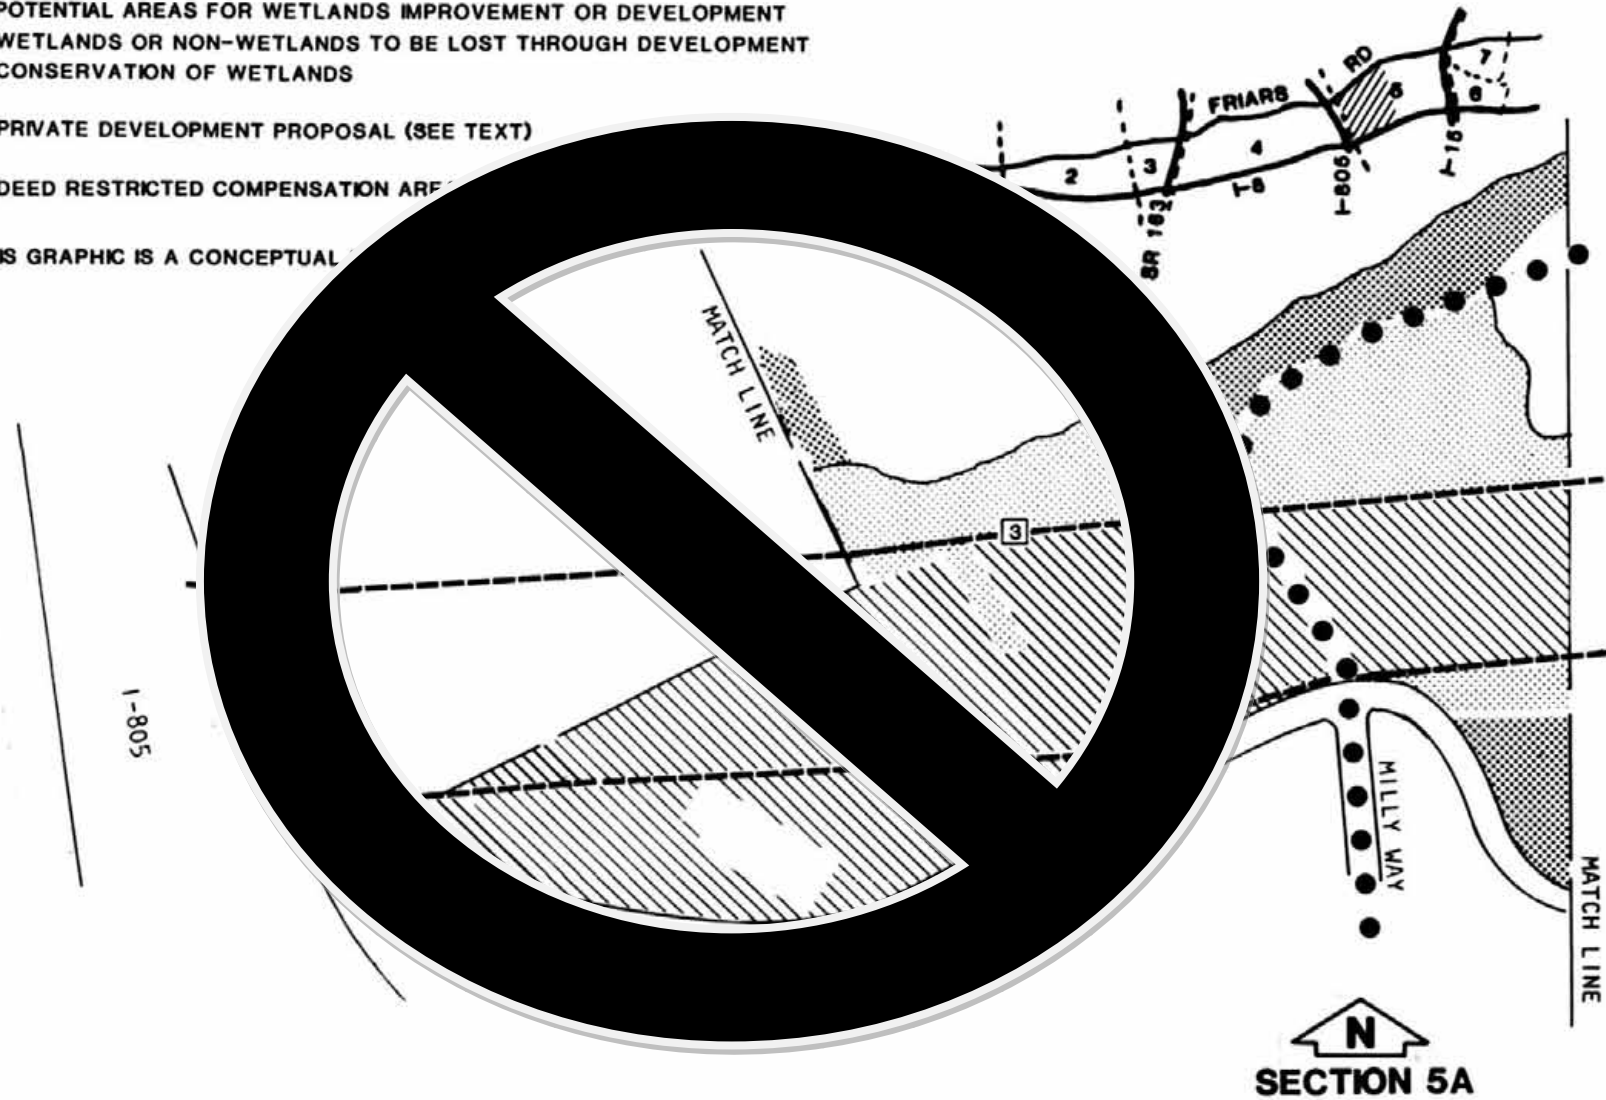 POTENTIAL AREAS FOR WETLANDS IMPROVEMENT OR DEVELOPMENT
WETLANDS OR NON-WETLANDS TO BE LOST THROUGH DEVELOPMENT
CONSERVATION OF WETLANDS
PRIVATE DEVELOPMENT PROPOSAL (SEE TEXT)
DEED RESTRICTED COMPENSATION
IS GRAPHIC IS A CONCEPTUAL
FRIARS RD
2
3
4
5
6
7
SR 163
I-8
I-805
I-15
MATCH LINE
3
I-805
MILLY WAY
MATCH LINE
N
SECTION 5A